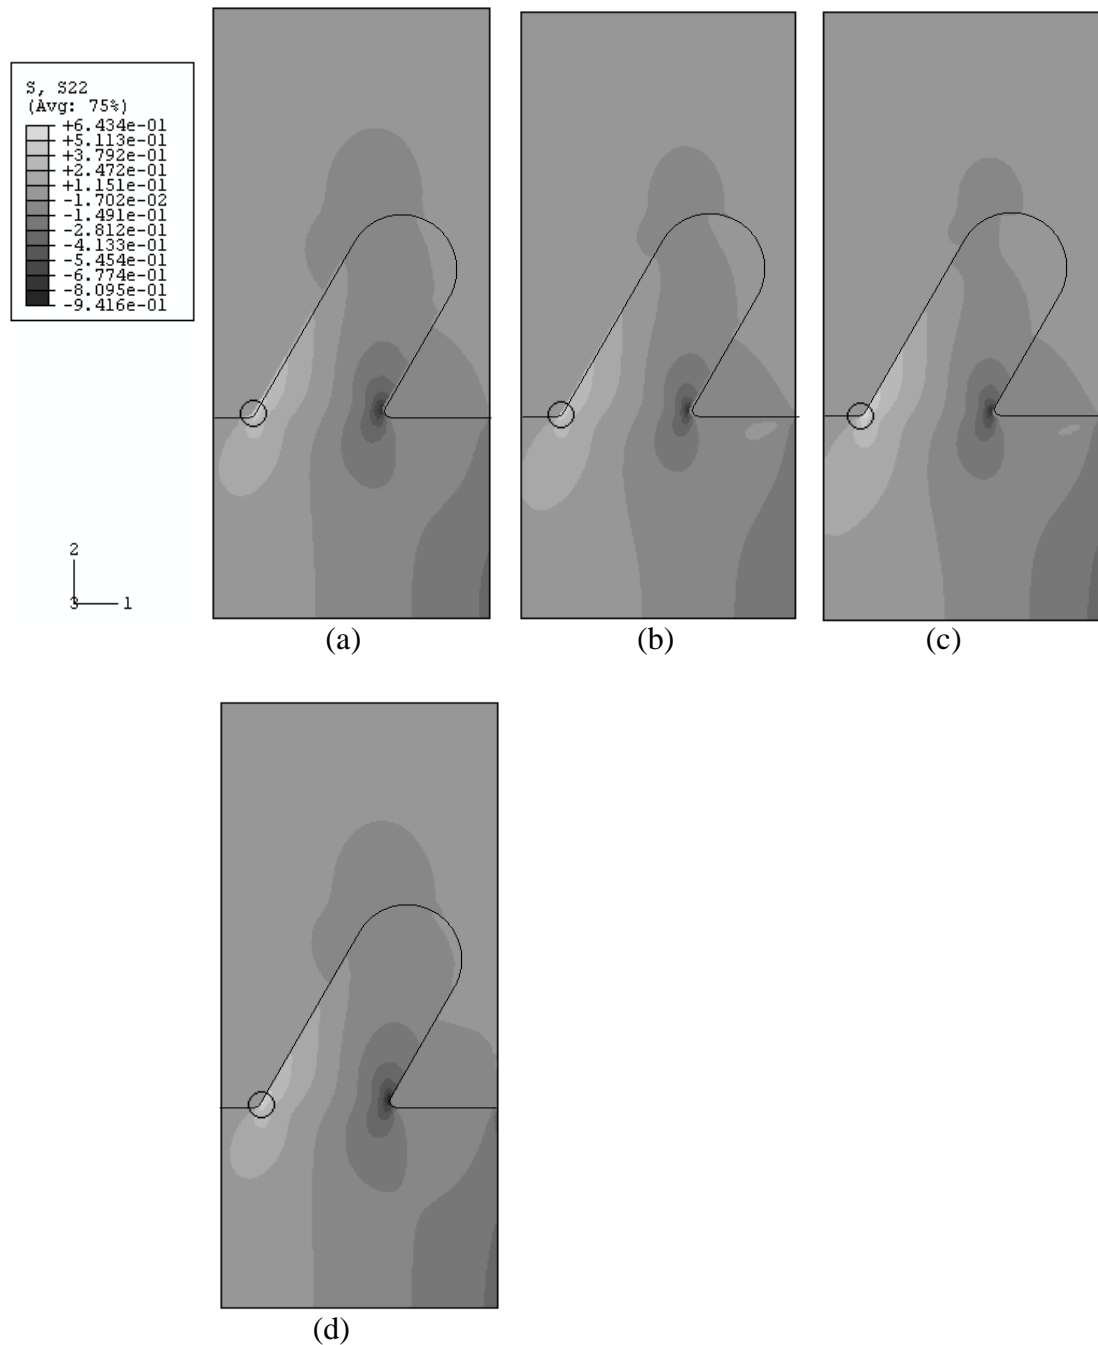 S, S22
(Avg: 75%)
+6.434e-01
+5.113e-01
+3.792e-01
+2.472e-01
+1.151e-01
-1.702e-02
-1.491e-01
-2.812e-01
-4.133e-01
-5.454e-01
-6.774e-01
-8.095e-01
-9.416e-01
2
3 1
(a) (b) (c)
(d)